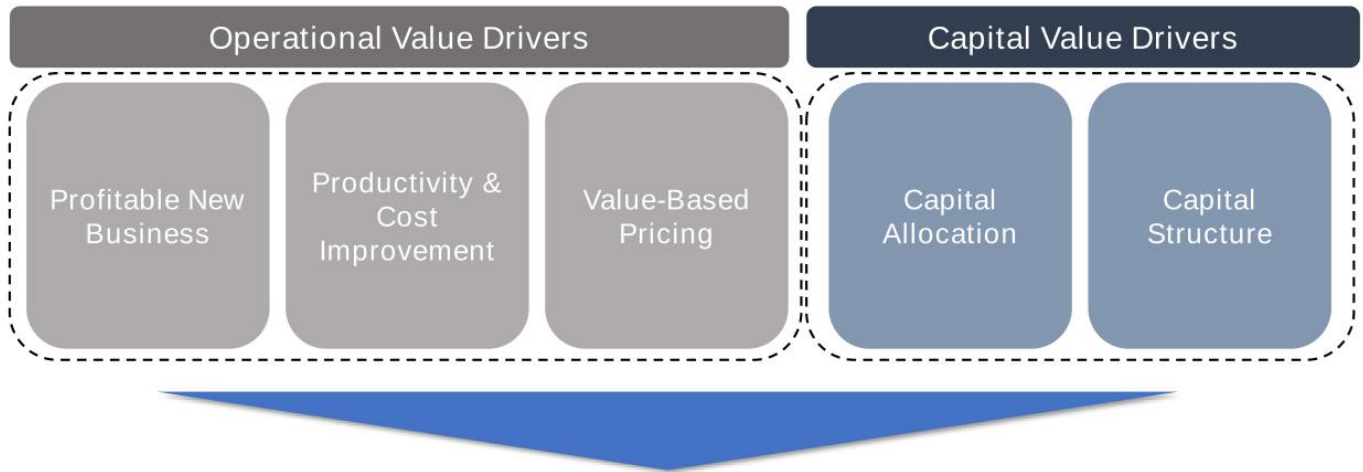 Operational Value Drivers
Capital Value Drivers
Profitable New
Business
Productivity &
Cost
Improvement
Value-Based
Pricing
Capital
Allocation
Capital
Structure